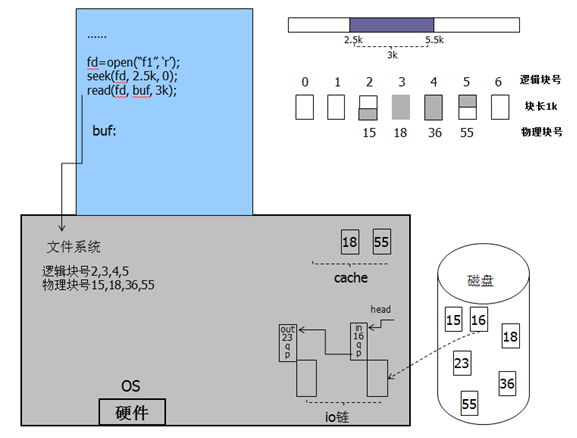 ......
fd=open("f1",'r');
seek(fd, 2.5k, 0);
read(fd, buf, 3k);
buf:
2.5k 5.5k
3k
0 1 2 3 4 5 6 逻辑块号
块长1k
15 18 36 55 物理块号
文件系统
逻辑块号2,3,4,5
物理块号15,18,36,55
18 55
cache
head
out
23
q
p
in
16
q
p
io链
OS
硬件
磁盘
15 16
18
23
36
55